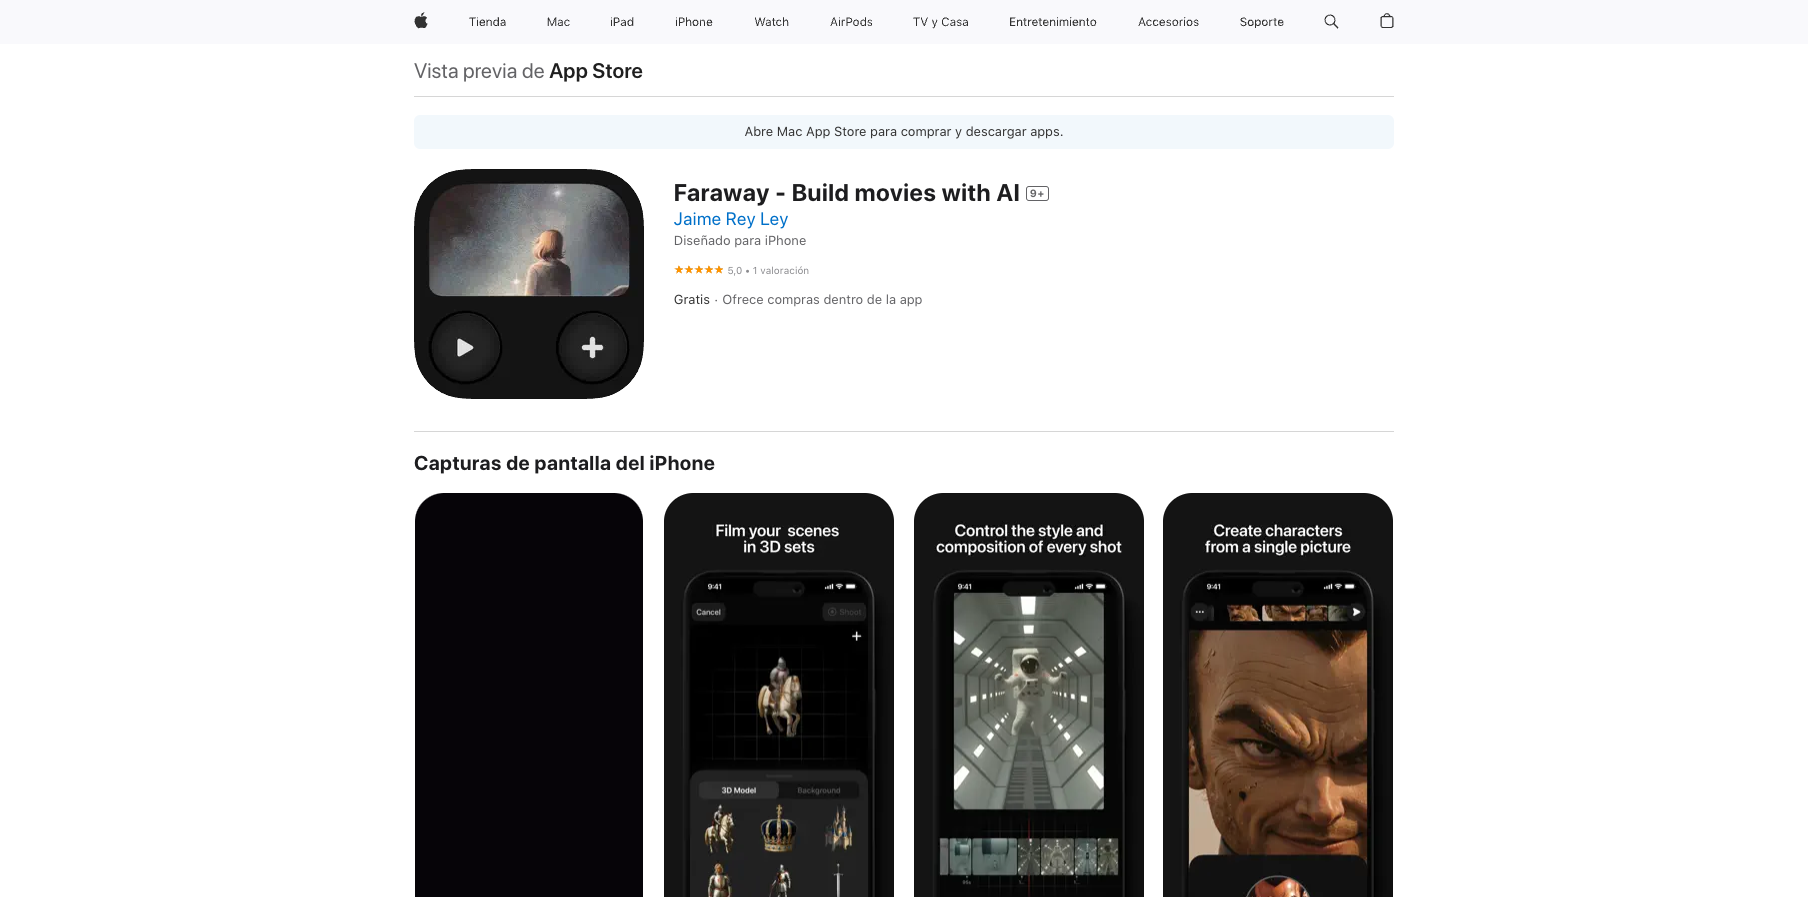 Tienda Mac iPad iPhone Watch AirPods TV y Casa Entretenimiento Accesorios Soporte
Vista previa de App Store
Abre Mac App Store para comprar y descargar apps.
Faraway - Build movies with AI 9+
Jaime Rey Ley
Diseñado para iPhone
5,0 • 1 valoración
Gratis · Ofrece compras dentro de la app
Capturas de pantalla del iPhone
Film your scenes
in 3D sets
9:41
Cancel Shoot
3D Model Background
Control the style and
composition of every shot
9:41
Create characters
from a single picture
9:41